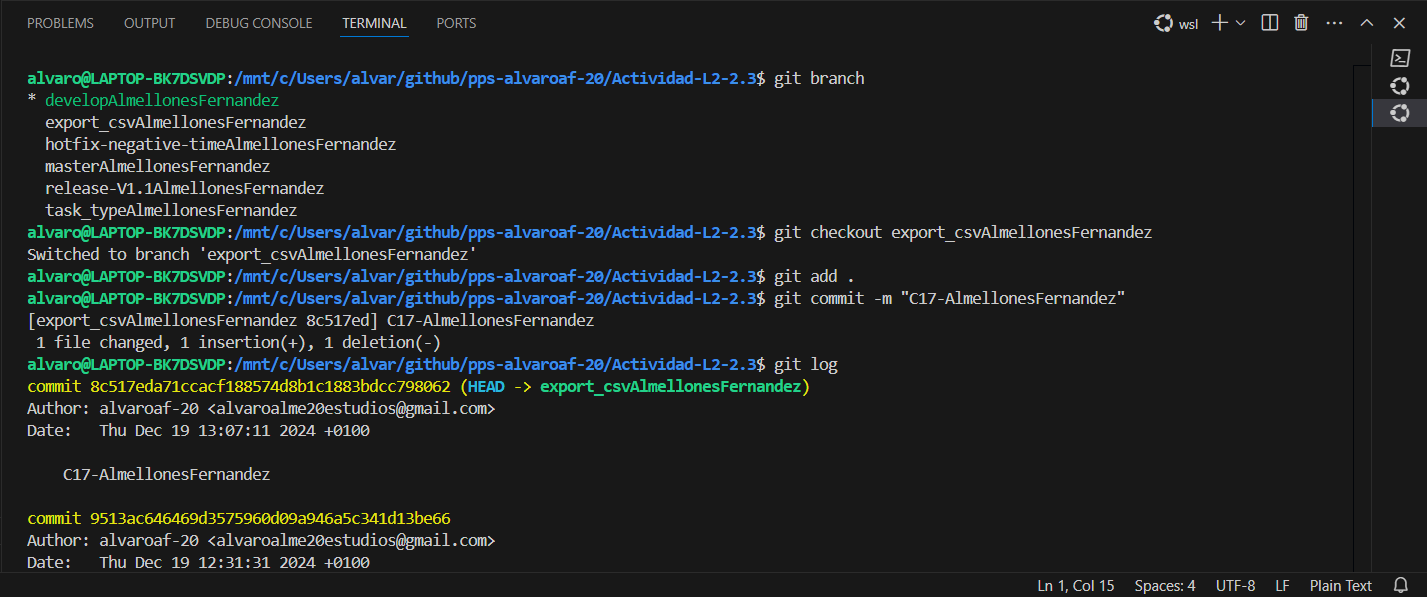 PROBLEMS OUTPUT DEBUG CONSOLE TERMINAL PORTS wsl
alvaro@LAPTOP-BK7DSVDP:/mnt/c/Users/alvar/github/pps-alvaroaf-20/Actividad-L2-2.3$ git branch
* developAlmellonesFernandez
export_csvAlmellonesFernandez
hotfix-negative-timeAlmellonesFernandez
masterAlmellonesFernandez
release-V1.1AlmellonesFernandez
task_typeAlmellonesFernandez
alvaro@LAPTOP-BK7DSVDP:/mnt/c/Users/alvar/github/pps-alvaroaf-20/Actividad-L2-2.3$ git checkout export_csvAlmellonesFernandez
Switched to branch 'export_csvAlmellonesFernandez'
alvaro@LAPTOP-BK7DSVDP:/mnt/c/Users/alvar/github/pps-alvaroaf-20/Actividad-L2-2.3$ git add .
alvaro@LAPTOP-BK7DSVDP:/mnt/c/Users/alvar/github/pps-alvaroaf-20/Actividad-L2-2.3$ git commit -m "C17-AlmellonesFernandez"
[export_csvAlmellonesFernandez 8c517ed] C17-AlmellonesFernandez
1 file changed, 1 insertion(+), 1 deletion(-)
alvaro@LAPTOP-BK7DSVDP:/mnt/c/Users/alvar/github/pps-alvaroaf-20/Actividad-L2-2.3$ git log
commit 8c517eda71ccacf188574d8b1c1883bdcc798062 (HEAD -> export_csvAlmellonesFernandez)
Author: alvaroaf-20 <alvaroalme20estudios@gmail.com>
Date:   Thu Dec 19 13:07:11 2024 +0100
C17-AlmellonesFernandez
commit 9513ac646469d3575960d09a946a5c341d13be66
Author: alvaroaf-20 <alvaroalme20estudios@gmail.com>
Date:   Thu Dec 19 12:31:31 2024 +0100
Ln 1, Col 15 Spaces: 4 UTF-8 LF Plain Text